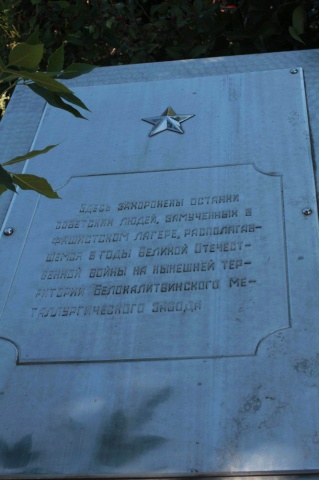 Здесь захоронены останки
советских людей, замученных в
фашистском лагере, располагав-
шемся в годы Великой Отечест-
венной войны на нынешней тер-
ритории Белокалитвинского Ме-
таллургического Завода